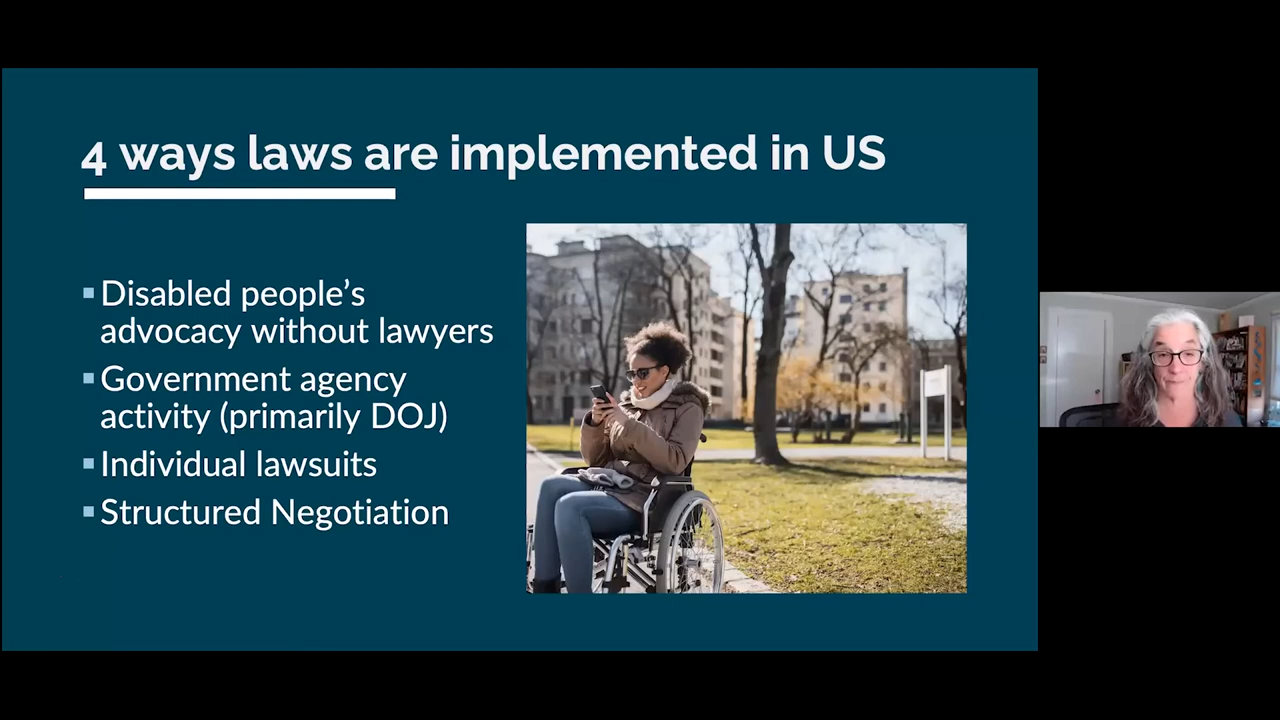 4 ways laws are implemented in US
▪Disabled people’s
advocacy without lawyers
▪Government agency
activity (primarily DOJ)
▪Individual lawsuits
▪Structured Negotiation